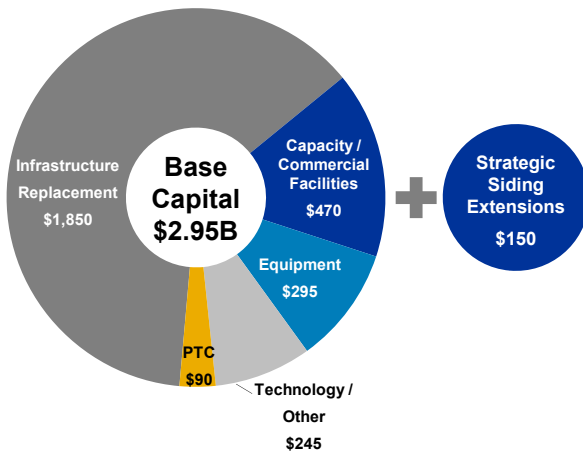 Infrastructure
Replacement
$1,850
Base
Capital
$2.95B
Capacity /
Commercial
Facilities
$470
Equipment
$295
PTC
$90
Technology /
Other
$245
Strategic
Siding
Extensions
$150